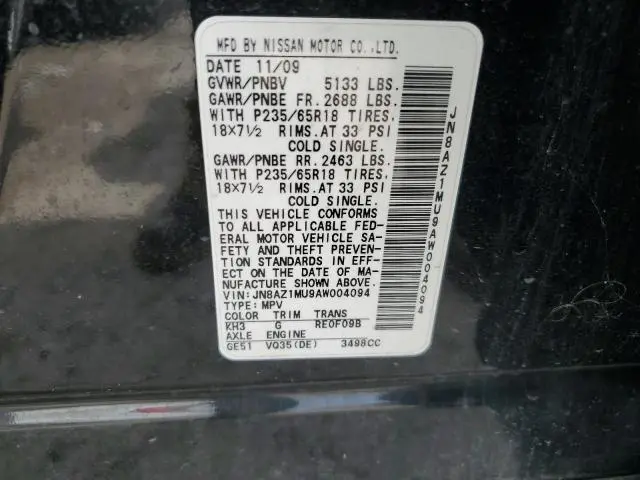 MFD BY NISSAN MOTOR CO.,LTD.
DATE 11/09
GVWR/PNBV 5133 LBS.
GAWR/PNBE FR. 2688 LBS.
WITH P235/65R18 TIRES.
18X7½ RIMS. AT 33 PSI
COLD SINGLE.
GAWR/PNBE RR. 2463 LBS.
WITH P235/65R18 TIRES.
18X7½ RIMS. AT 33 PSI
COLD SINGLE.
THIS VEHICLE CONFORMS
TO ALL APPLICABLE FED-
ERAL MOTOR VEHICLE SA-
FETY AND THEFT PREVEN-
TION STANDARDS IN EFF-
ECT ON THE DATE OF MA-
NUFACTURE SHOWN ABOVE.
VIN: JN8AZ1MU9AW004094
TYPE: MPV
COLOR TRIM TRANS
KH3 G RE0F09B
AXLE ENGINE
GE51 VQ35(DE) 3498CC
JN8AZ1MU9AW004094